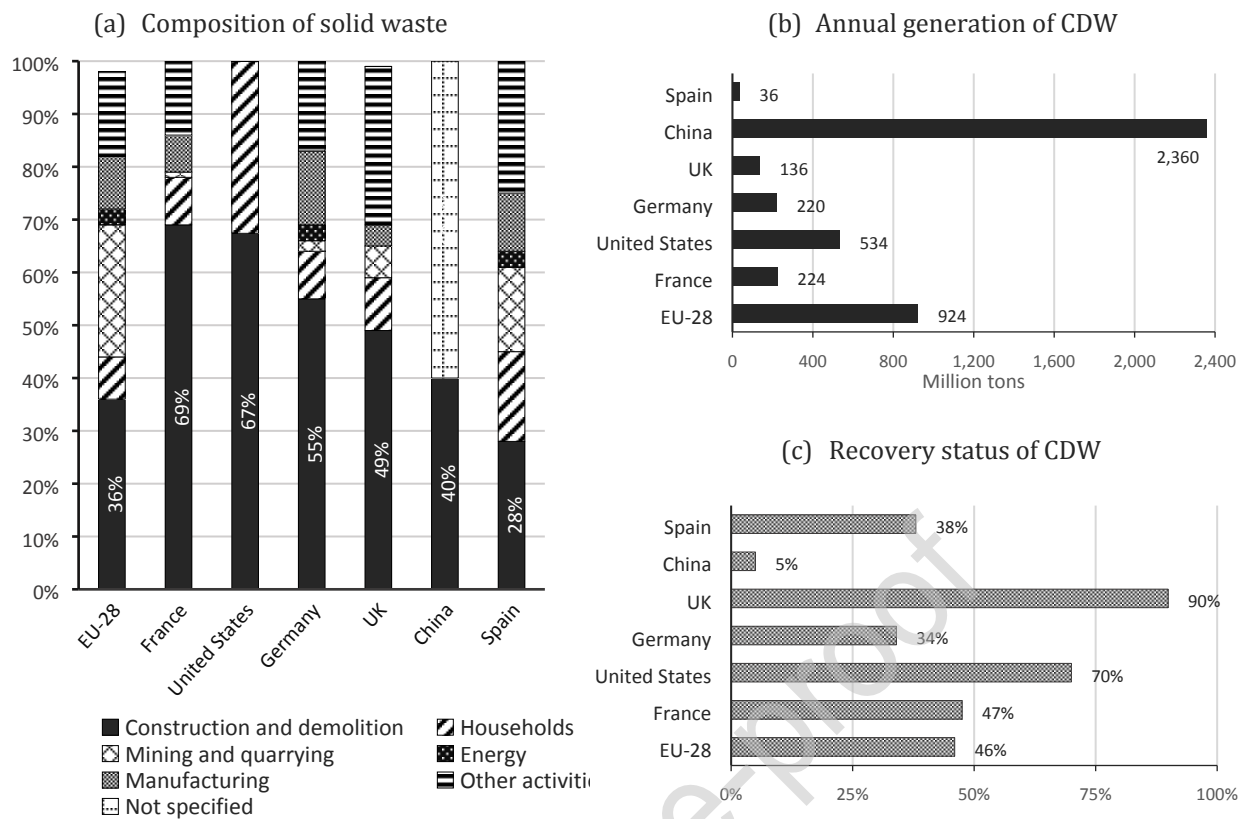 (a) Composition of solid waste
100%
90%
80%
70%
60%
50%
40%
30%
20%
10%
0%
36%
69%
67%
55%
49%
40%
28%
EU-28
France
United States
Germany
UK
China
Spain
Construction and demolition
Households
Mining and quarrying
Energy
Manufacturing
Other activitie
Not specified
(b) Annual generation of CDW
Spain 36
China 2,360
UK 136
Germany 220
United States 534
France 224
EU-28 924
0 400 800 1,200 1,600 2,000 2,400
Million tons
(c) Recovery status of CDW
Spain 38%
China 5%
UK 90%
Germany 34%
United States 70%
France 47%
EU-28 46%
0% 25% 50% 75% 100%
e-proof